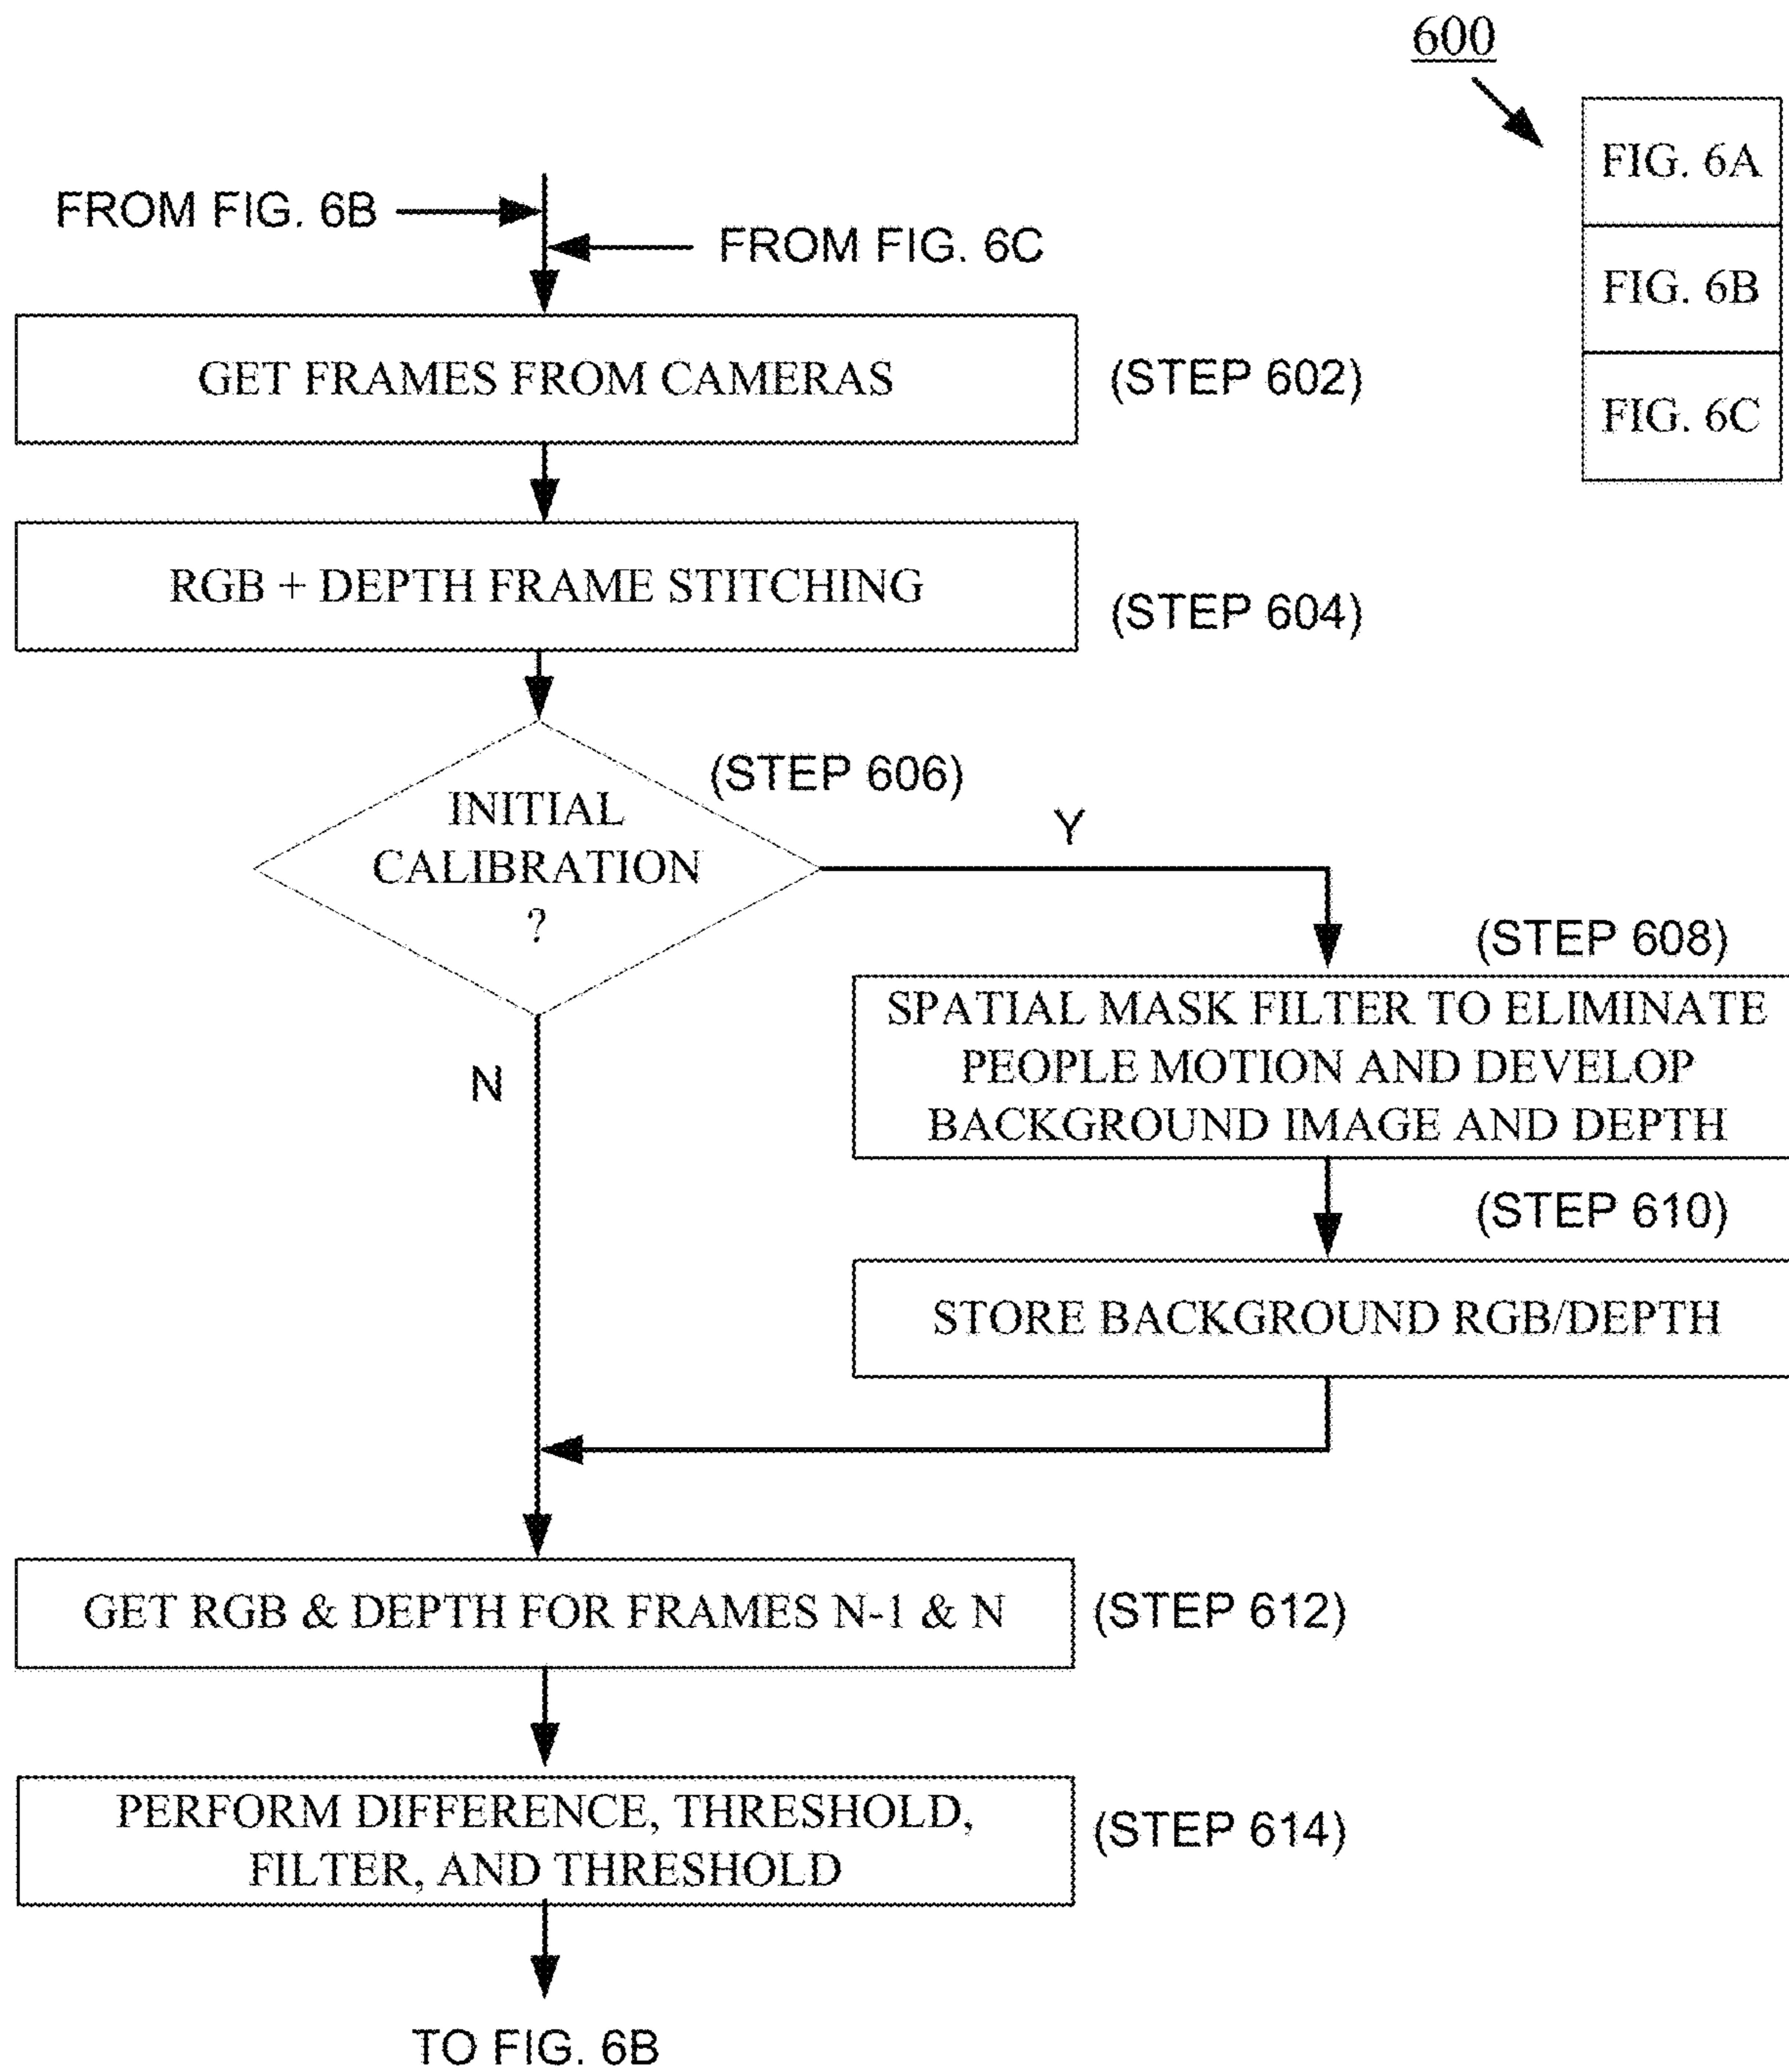 600
FIG. 6A
FIG. 6B
FIG. 6C
FROM FIG. 6B
FROM FIG. 6C
GET FRAMES FROM CAMERAS
(STEP 602)
RGB + DEPTH FRAME STITCHING
(STEP 604)
INITIAL
CALIBRATION
?
(STEP 606)
Y
N
(STEP 608)
SPATIAL MASK FILTER TO ELIMINATE
PEOPLE MOTION AND DEVELOP
BACKGROUND IMAGE AND DEPTH
(STEP 610)
STORE BACKGROUND RGB/DEPTH
GET RGB & DEPTH FOR FRAMES N-1 & N
(STEP 612)
PERFORM DIFFERENCE, THRESHOLD,
FILTER, AND THRESHOLD
(STEP 614)
TO FIG. 6B